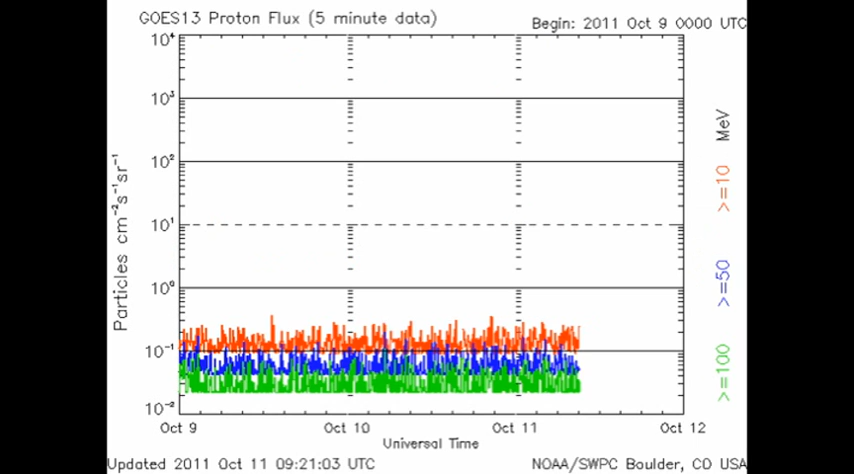 GOES13 Proton Flux (5 minute data)
Begin: 2011 Oct 9 0000 UTC
10⁴
10³
10²
10¹
10⁰
10⁻¹
10⁻²
Particles cm⁻²s⁻¹sr⁻¹
Oct 9
Oct 10
Oct 11
Oct 12
Universal Time
MeV
>=10
>=50
>=100
Updated 2011 Oct 11 09:21:03 UTC
NOAA/SWPC Boulder, CO USA